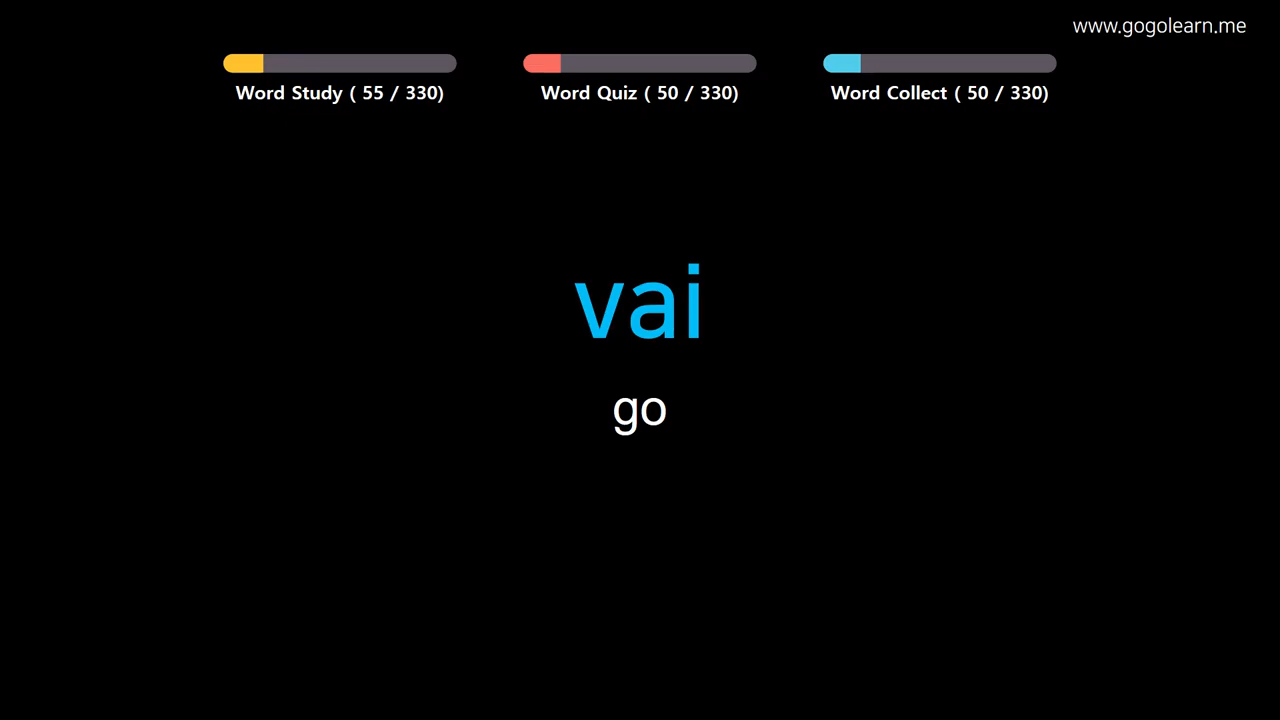 www.gogolearn.me
Word Study ( 55 / 330)
Word Quiz ( 50 / 330)
Word Collect ( 50 / 330)
vai
go